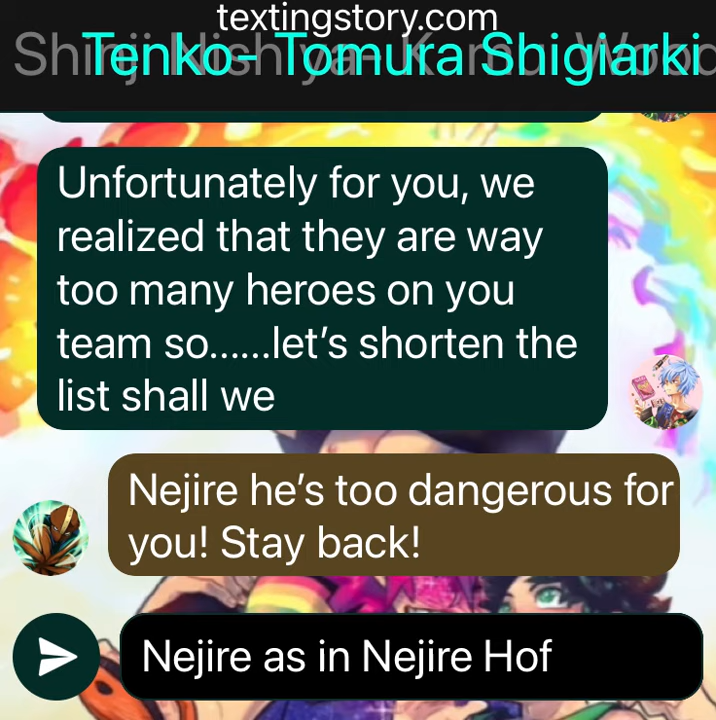 textingstory.com
Tenko- Tomura Shigiarki
Unfortunately for you, we
realized that they are way
too many heroes on you
team so......let's shorten the
list shall we
Nejire he's too dangerous for
you! Stay back!
Nejire as in Nejire Hof